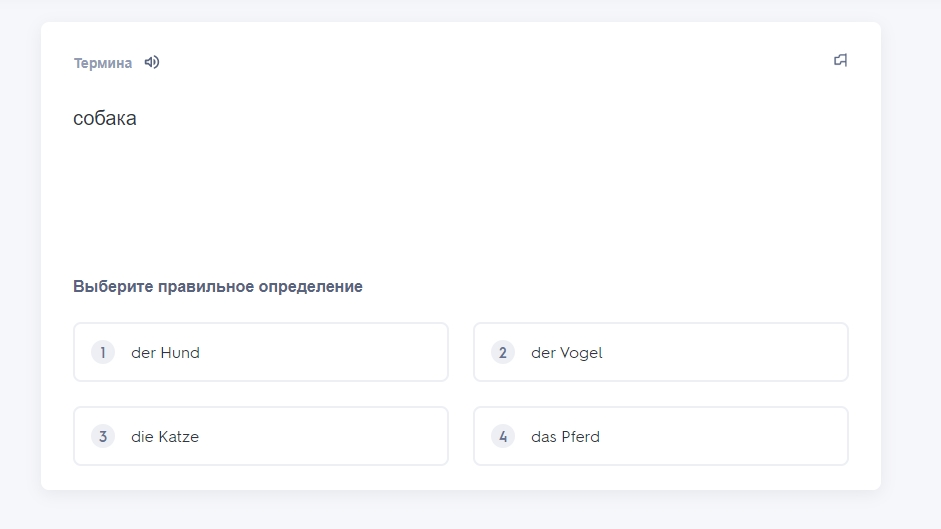 Термина
собака
Выберите правильное определение
1 der Hund
2 der Vogel
3 die Katze
4 das Pferd